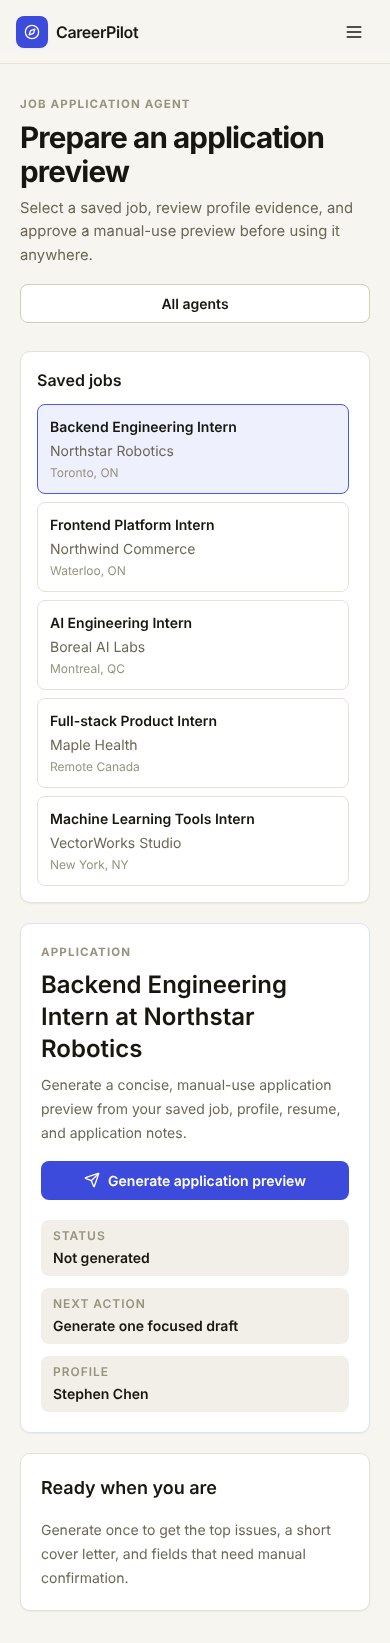 CareerPilot
JOB APPLICATION AGENT
Prepare an application
preview
Select a saved job, review profile evidence, and
approve a manual-use preview before using it
anywhere.
All agents
Saved jobs
Backend Engineering Intern
Northstar Robotics
Toronto, ON
Frontend Platform Intern
Northwind Commerce
Waterloo, ON
AI Engineering Intern
Boreal AI Labs
Montreal, QC
Full-stack Product Intern
Maple Health
Remote Canada
Machine Learning Tools Intern
VectorWorks Studio
New York, NY
APPLICATION
Backend Engineering
Intern at Northstar
Robotics
Generate a concise, manual-use application
preview from your saved job, profile, resume,
and application notes.
Generate application preview
STATUS
Not generated
NEXT ACTION
Generate one focused draft
PROFILE
Stephen Chen
Ready when you are
Generate once to get the top issues, a short
cover letter, and fields that need manual
confirmation.